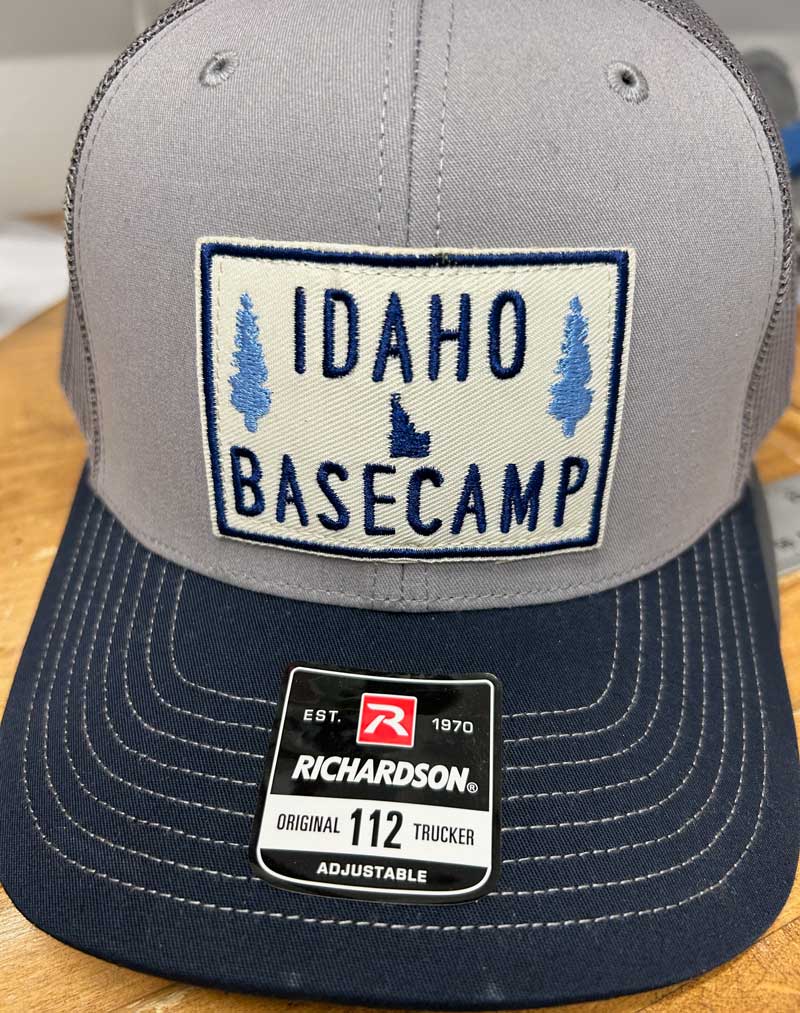 IDAHO
BASECAMP
EST. R 1970
RICHARDSON®
ORIGINAL 112 TRUCKER
ADJUSTABLE